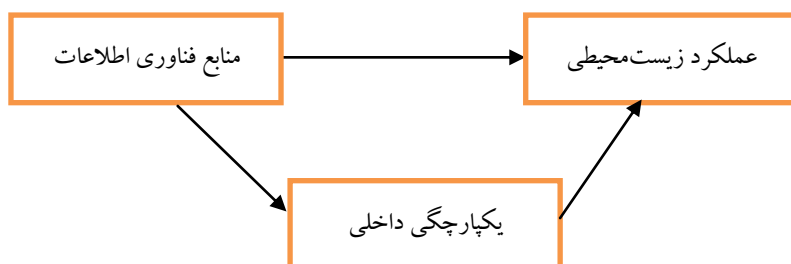 منابع فناوری اطلاعات
عملکرد زیست‌محیطی
یکپارچگی داخلی